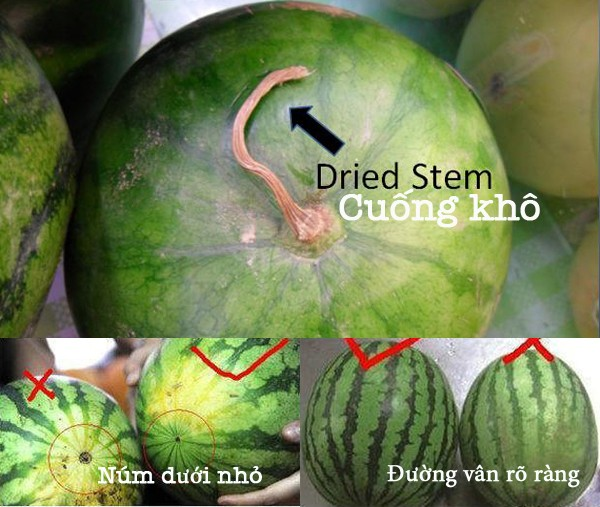 Dried Stem
Cuống khô
Núm dưới nhỏ
Đường vân rõ ràng